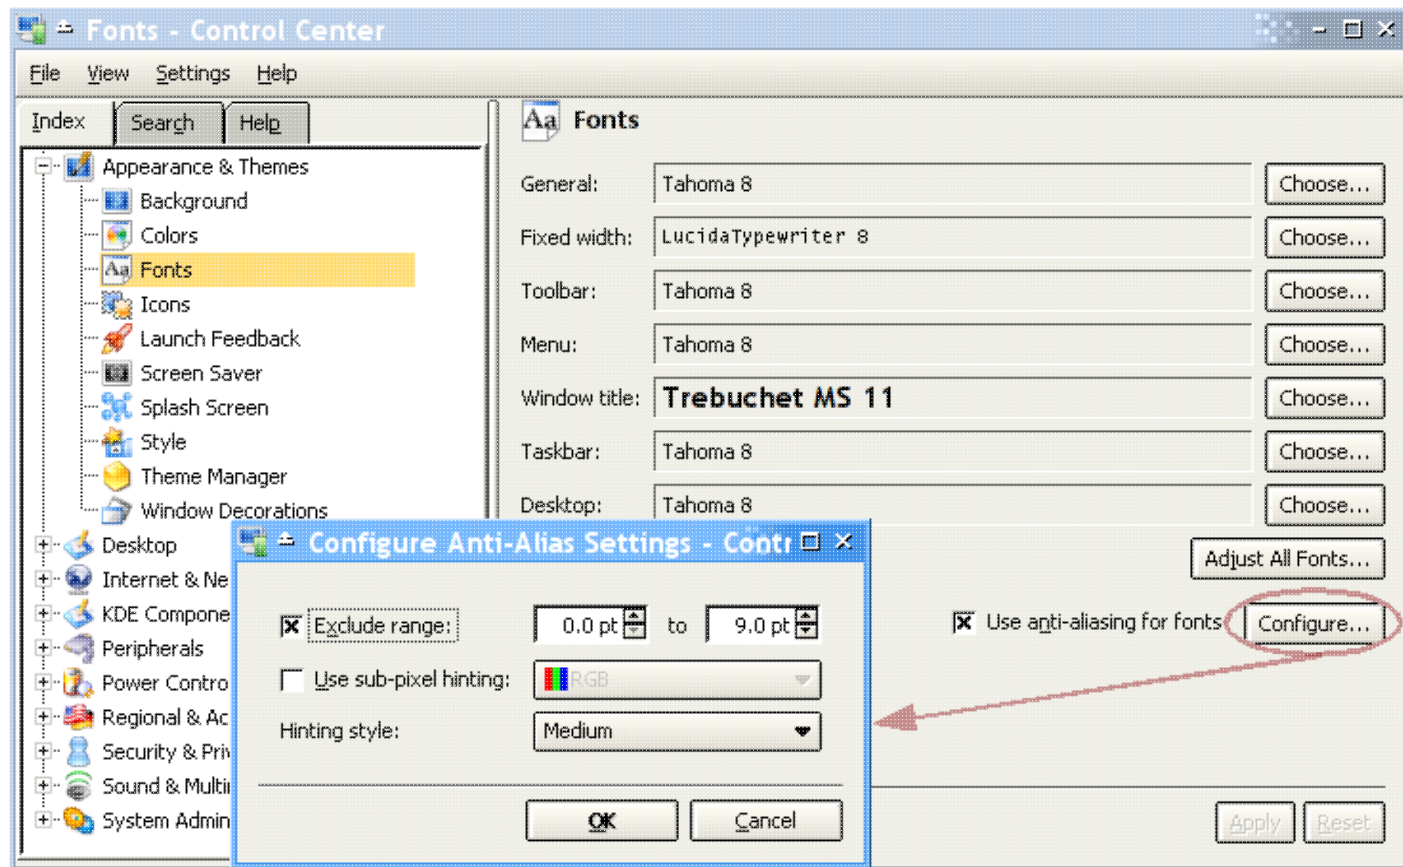 Fonts - Control Center
File View Settings Help
Index Search Help
Appearance & Themes
Background
Colors
Aa Fonts
Icons
Launch Feedback
Screen Saver
Splash Screen
Style
Theme Manager
Window Decorations
Desktop
Internet & Ne
KDE Compone
Peripherals
Power Contro
Regional & Ac
Security & Priv
Sound & Multi
System Admin
Aa Fonts
General: Tahoma 8 Choose...
Fixed width: LucidaTypewriter 8 Choose...
Toolbar: Tahoma 8 Choose...
Menu: Tahoma 8 Choose...
Window title: Trebuchet MS 11 Choose...
Taskbar: Tahoma 8 Choose...
Desktop: Tahoma 8 Choose...
Adjust All Fonts...
Use anti-aliasing for fonts Configure...
Apply Reset
Configure Anti-Alias Settings - Contr
Exclude range: 0.0 pt to 9.0 pt
Use sub-pixel hinting: RGB
Hinting style: Medium
OK Cancel